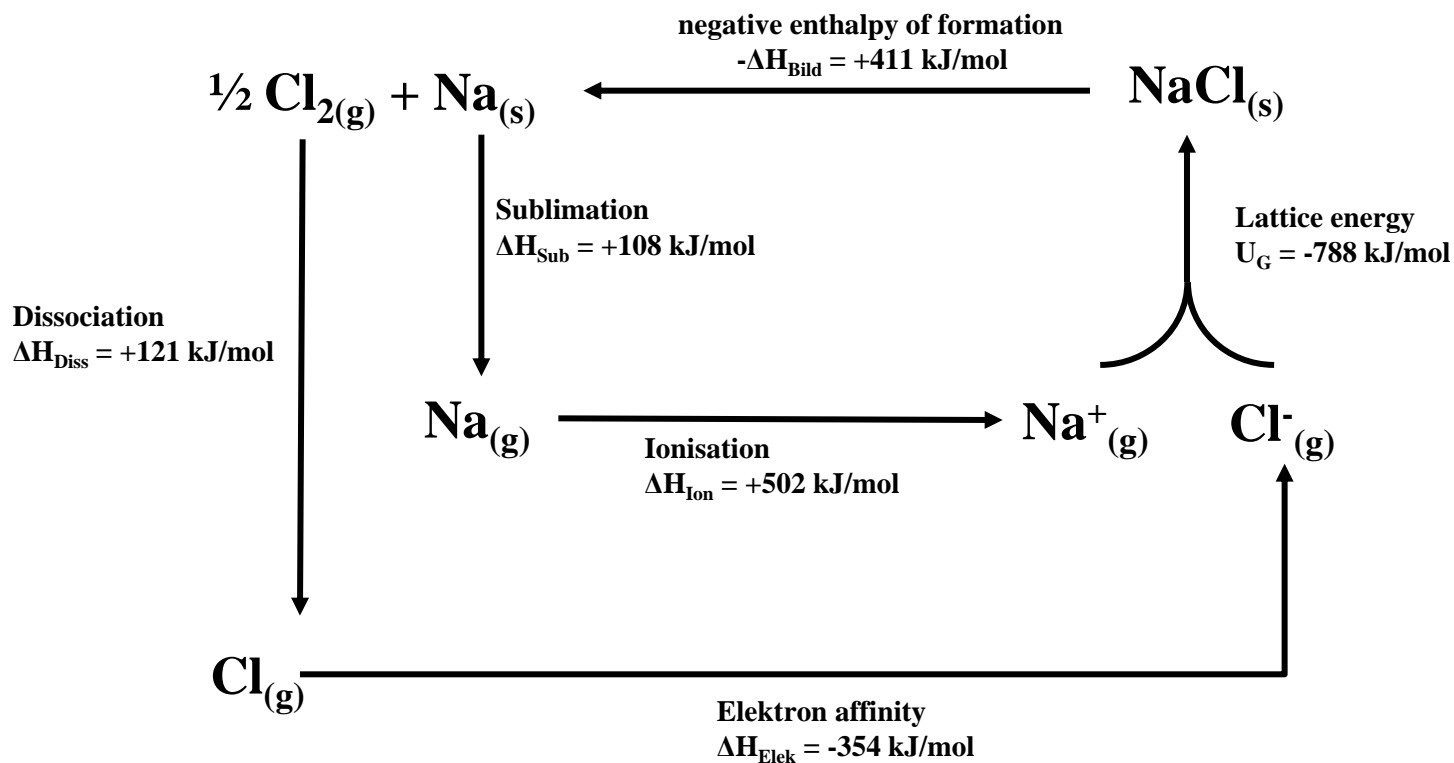 negative enthalpy of formation
-ΔH_Bild = +411 kJ/mol
½ Cl₂(g) + Na(s)
NaCl(s)
Sublimation
ΔH_Sub = +108 kJ/mol
Lattice energy
U_G = -788 kJ/mol
Dissociation
ΔH_Diss = +121 kJ/mol
Na(g)
Na⁺(g)
Cl⁻(g)
Ionisation
ΔH_Ion = +502 kJ/mol
Cl(g)
Elektron affinity
ΔH_Elek = -354 kJ/mol